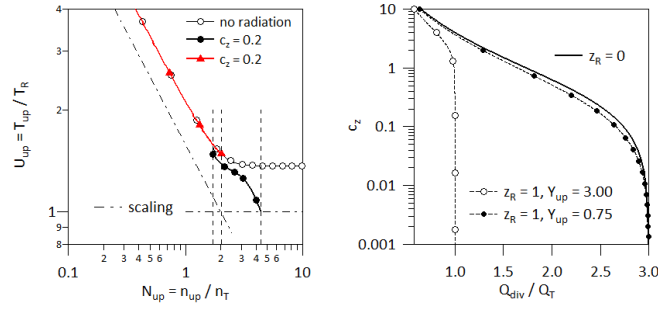 4
3
2
1
9
8
U_up = T_up / T_R
no radiation
c_z = 0.2
c_z = 0.2
scaling
0.1
2
3
4
6
8
1
2
3
4
6
8
10
N_up = n_up / n_T
10
1
0.1
0.01
0.001
c_z
z_R = 0
z_R = 1, Y_up = 3.00
z_R = 1, Y_up = 0.75
1.0
1.5
2.0
2.5
3.0
Q_div / Q_T